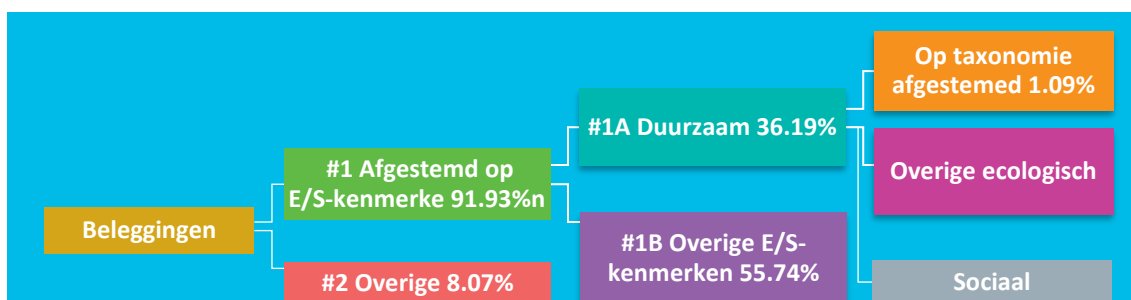 Op taxonomie
afgestemed 1.09%
#1A Duurzaam 36.19%
#1 Afgestemd op
E/S-kenmerke 91.93%n
Overige ecologisch
Beleggingen
#1B Overige E/S-
kenmerken 55.74%
#2 Overige 8.07%
Sociaal